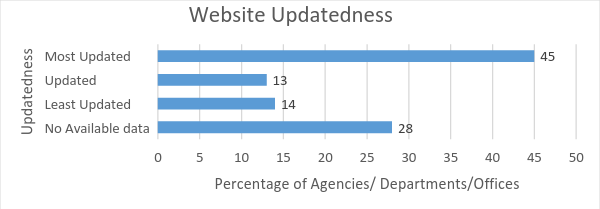 Website Updatedness
Updatedness
Most Updated 45
Updated 13
Least Updated 14
No Available data 28
0 5 10 15 20 25 30 35 40 45 50
Percentage of Agencies/ Departments/Offices